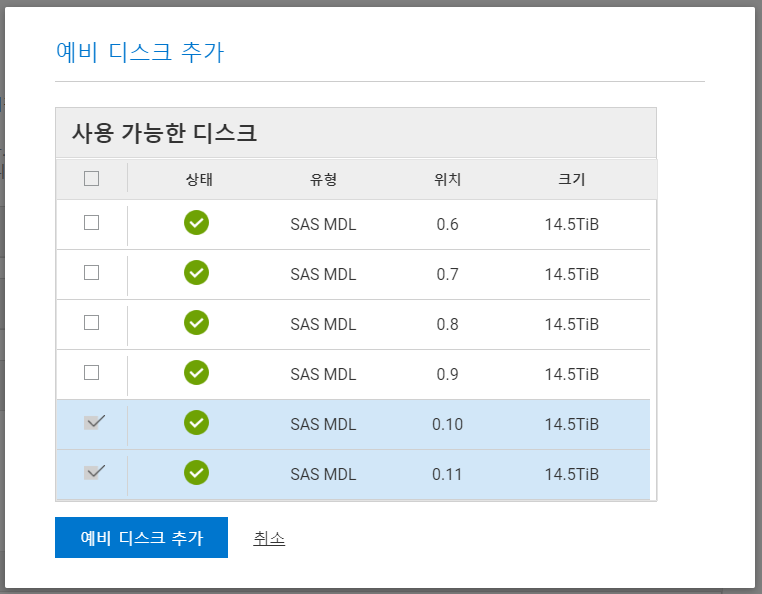 예비 디스크 추가
사용 가능한 디스크
상태 유형 위치 크기
SAS MDL 0.6 14.5TiB
SAS MDL 0.7 14.5TiB
SAS MDL 0.8 14.5TiB
SAS MDL 0.9 14.5TiB
SAS MDL 0.10 14.5TiB
SAS MDL 0.11 14.5TiB
예비 디스크 추가 취소